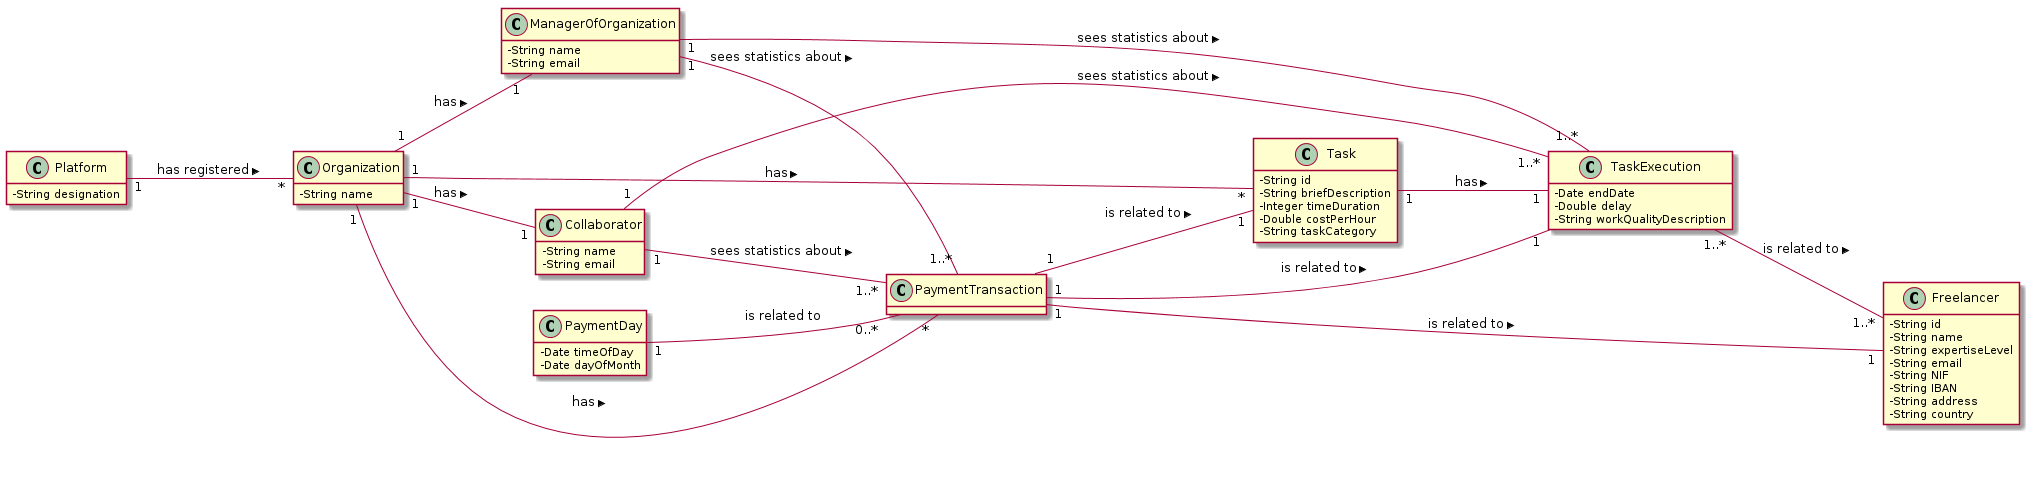 C ManagerOfOrganization
-String name
-String email
1
1
sees statistics about ▶
sees statistics about ▶
sees statistics about ▶
1
has ▶
1
1..*
1..*
C Platform
-String designation
1
has registered ▶
*
C Organization
-String name
1
has ▶
*
1
has ▶
1
1
1
C Collaborator
-String name
-String email
1
sees statistics about ▶
1..*
1..*
C Task
-String id
-String briefDescription
-Integer timeDuration
-Double costPerHour
-String taskCategory
1
has ▶
1
C TaskExecution
-Date endDate
-Double delay
-String workQualityDescription
1
1..*
is related to ▶
1..*
1
is related to ▶
1
C PaymentTransaction
1
is related to ▶
1
is related to ▶
1
C PaymentDay
-Date timeOfDay
-Date dayOfMonth
1
is related to
0..*
*
has ▶
C Freelancer
-String id
-String name
-String expertiseLevel
-String email
-String NIF
-String IBAN
-String address
-String country